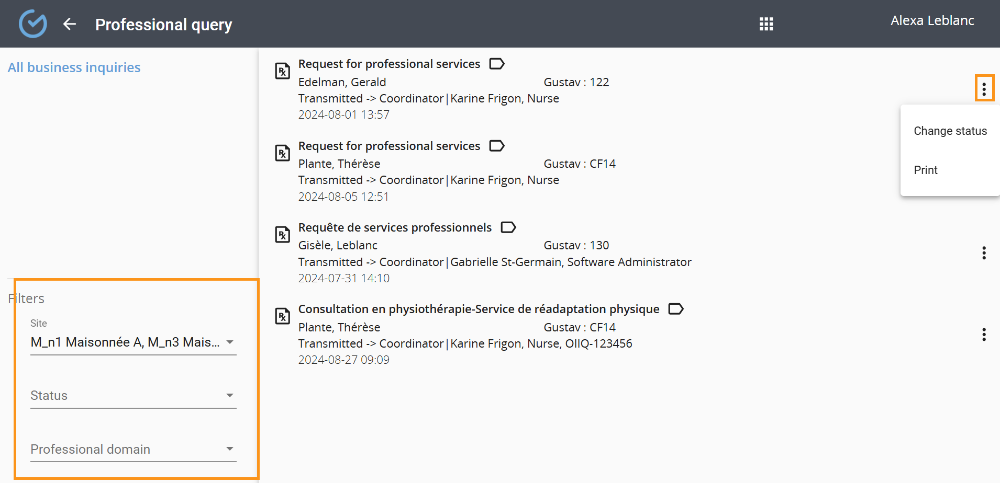 Professional query
Alexa Leblanc
All business inquiries
Filters
Site
M_n1 Maisonnée A, M_n3 Mais...
Status
Professional domain
Request for professional services
Edelman, Gerald Gustav : 122
Transmitted -> Coordinator|Karine Frigon, Nurse
2024-08-01 13:57
Request for professional services
Plante, Thérèse Gustav : CF14
Transmitted -> Coordinator|Karine Frigon, Nurse
2024-08-05 12:51
Requête de services professionnels
Gisèle, Leblanc Gustav : 130
Transmitted -> Coordinator|Gabrielle St-Germain, Software Administrator
2024-07-31 14:10
Consultation en physiothérapie-Service de réadaptation physique
Plante, Thérèse Gustav : CF14
Transmitted -> Coordinator|Karine Frigon, Nurse, OIIQ-123456
2024-08-27 09:09
Change status
Print